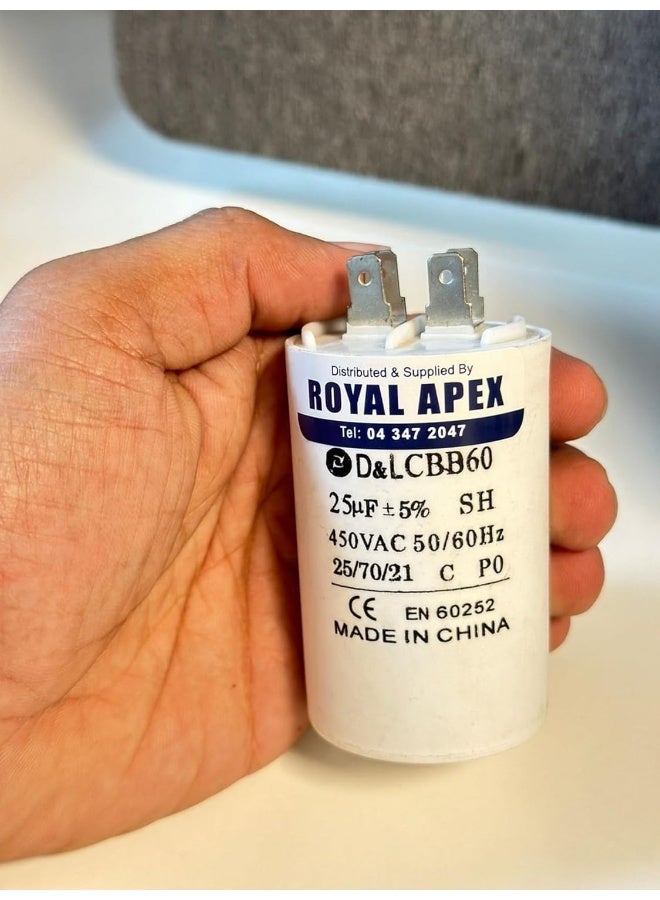 Distributed & Supplied By
ROYAL APEX
Tel: 04 347 2047
D&LCBB60
25µF±5% SH
450VAC 50/60Hz
25/70/21 C P0
CE EN 60252
MADE IN CHINA